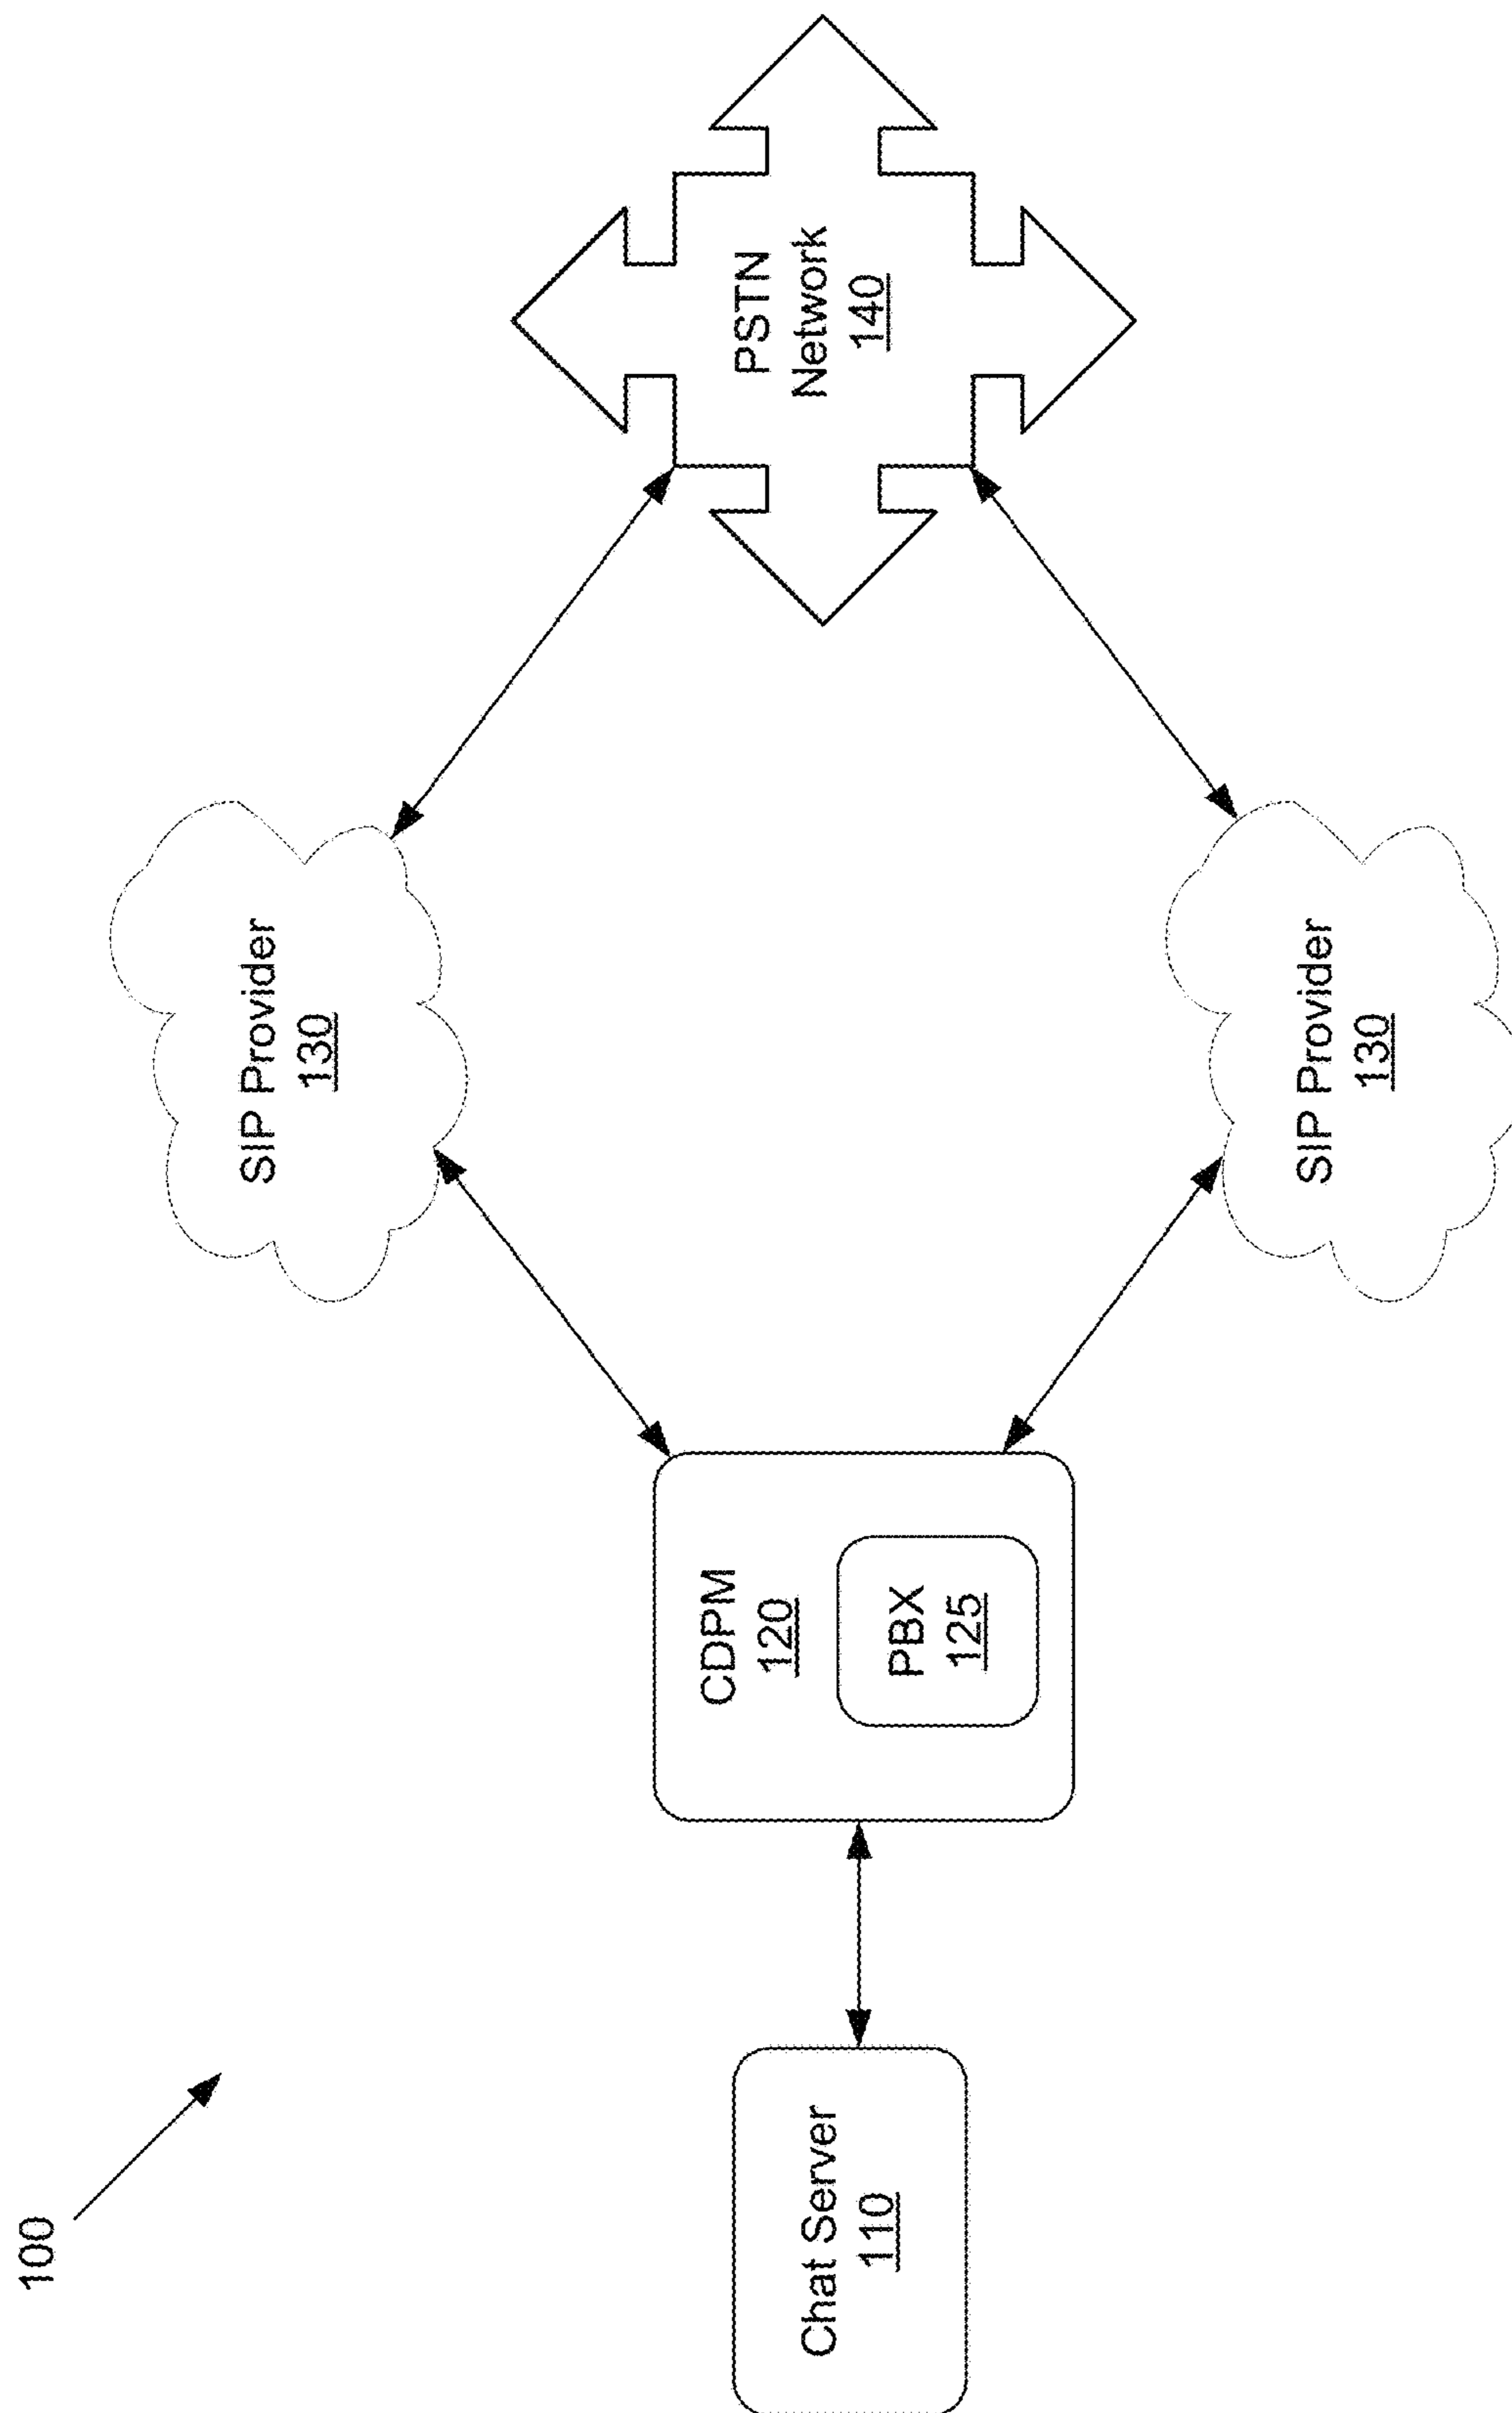 100
Chat Server
110
CDPM
120
PBX
125
SIP Provider
130
SIP Provider
130
PSTN
Network
140